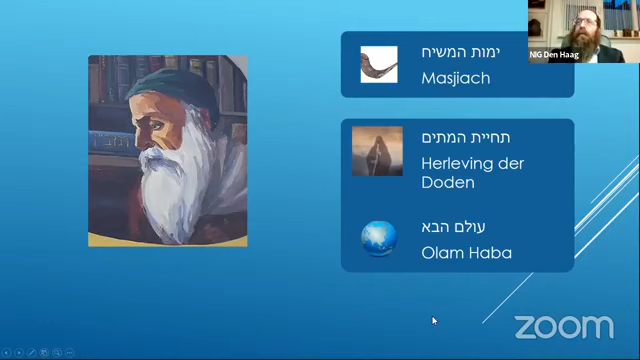 ימות המשיח
Masjiach
תחיית המתים
Herleving der
Doden
עולם הבא
Olam Haba
NIG Den Haag
zoom